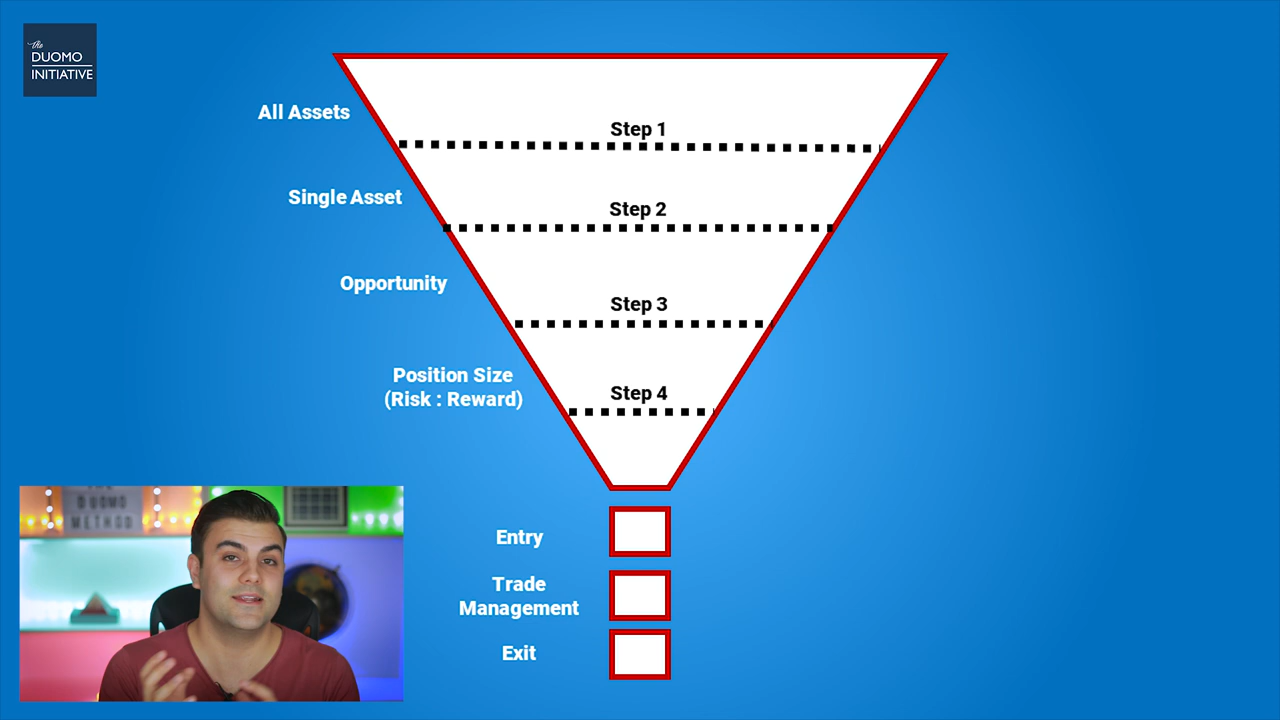 the
DUOMO
INITIATIVE
All Assets
Step 1
Single Asset
Step 2
Opportunity
Step 3
Position Size
(Risk : Reward)
Step 4
DUOMO
METHOD
Entry
Trade
Management
Exit